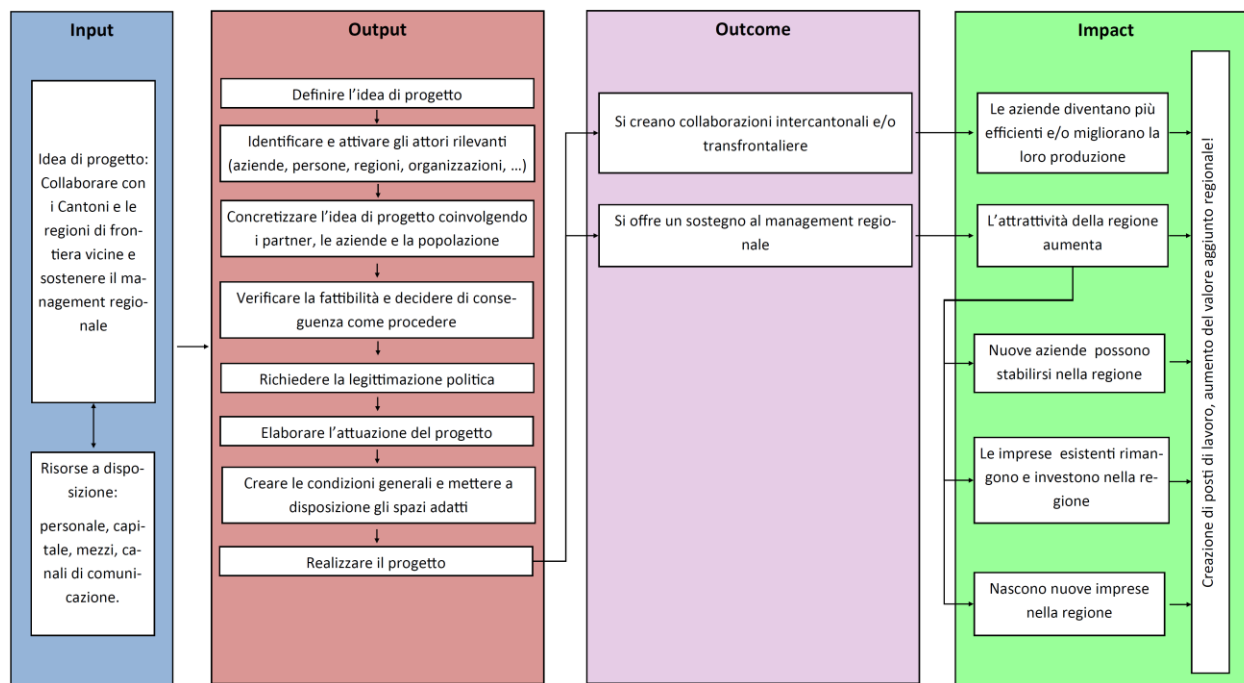 Input
Idea di progetto:
Collaborare con
i Cantoni e le
regioni di fron-
tiera vicine e
sostenere il ma-
nagement regio-
nale
Risorse a dispo-
sizione:
personale, capi-
tale, mezzi, ca-
nali di comuni-
cazione.
Output
Definire l’idea di progetto
Identificare e attivare gli attori rilevanti
(aziende, persone, regioni, organizzazioni, ...)
Concretizzare l’idea di progetto coinvolgendo
i partner, le aziende e la popolazione
Verificare la fattibilità e decidere di conse-
guenza come procedere
Richiedere la legittimazione politica
Elaborare l’attuazione del progetto
Creare le condizioni generali e mettere a
disposizione gli spazi adatti
Realizzare il progetto
Outcome
Si creano collaborazioni intercantonali e/o
transfrontaliere
Si offre un sostegno al management regio-
nale
Impact
Le aziende diventano più
efficienti e/o migliorano la
loro produzione
L’attrattività della regione
aumenta
Nuove aziende possono
stabilirsi nella regione
Le imprese esistenti riman-
gono e investono nella re-
gione
Nascono nuove imprese
nella regione
Creazione di posti di lavoro, aumento del valore aggiunto regionale!